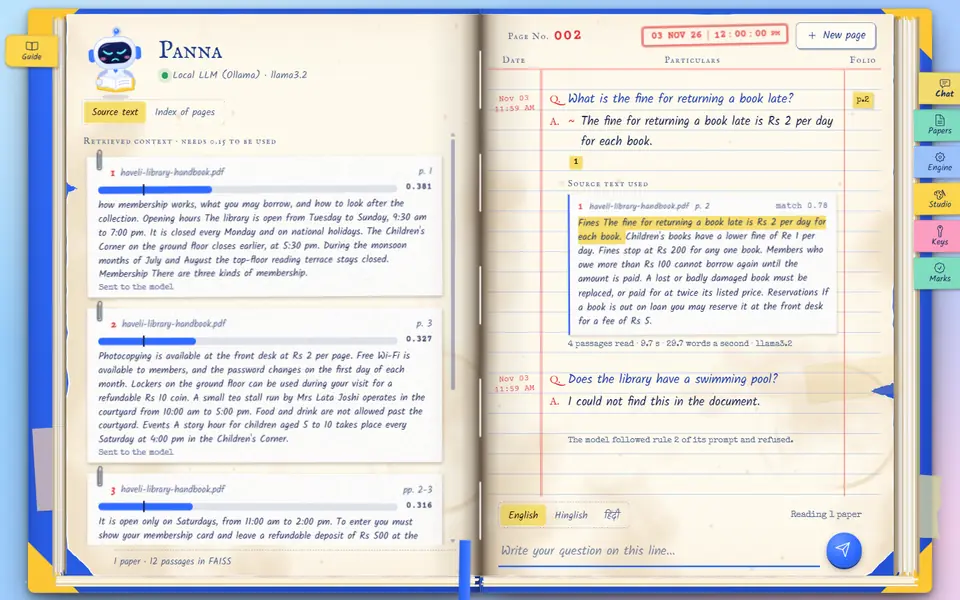 Guide
Panna
Local LLM (Ollama) · llama3.2
Source text
Index of pages
Retrieved context · needs 0.15 to be used
1 haveli-library-handbook.pdf p. 1
0.381
how membership works, what you may borrow, and how to look after the
collection. Opening hours The library is open from Tuesday to Sunday, 9:30 am
to 7:00 pm. It is closed every Monday and on national holidays. The Children's
Corner on the ground floor closes earlier, at 5:30 pm. During the monsoon
months of July and August the top-floor reading terrace stays closed.
Membership There are three kinds of membership.
Sent to the model
2 haveli-library-handbook.pdf p. 3
0.327
Photocopying is available at the front desk at Rs 2 per page. Free Wi-Fi is
available to members, and the password changes on the first day of each
month. Lockers on the ground floor can be used during your visit for a
refundable Rs 10 coin. A small tea stall run by Mrs Lata Joshi operates in the
courtyard from 10:00 am to 5:00 pm. Food and drink are not allowed past the
courtyard. Events A story hour for children aged 5 to 10 takes place every
Saturday at 4:00 pm in the Children's Corner.
Sent to the model
3 haveli-library-handbook.pdf pp. 2-3
0.316
It is open only on Saturdays, from 11:00 am to 2:00 pm. To enter you must
show your membership card and leave a refundable deposit of Rs 500 at the
1 paper · 12 passages in FAISS
Page No. 002
03 NOV 26 | 12:00:00 PM
+ New page
Date
Particulars
Folio
Nov 03
11:59 AM
Q. What is the fine for returning a book late?
p.2
A. ~ The fine for returning a book late is Rs 2 per day
for each book.
1
Source text used
1 haveli-library-handbook.pdf p. 2 match 0.78
Fines The fine for returning a book late is Rs 2 per day for
each book. Children's books have a lower fine of Re 1 per
day. Fines stop at Rs 200 for any one book. Members who
owe more than Rs 100 cannot borrow again until the
amount is paid. A lost or badly damaged book must be
replaced, or paid for at twice its listed price. Reservations If
a book is out on loan you may reserve it at the front desk
for a fee of Rs 5.
4 passages read · 9.7 s · 29.7 words a second · llama3.2
Nov 03
11:59 AM
Q. Does the library have a swimming pool?
A. I could not find this in the document.
The model followed rule 2 of its prompt and refused.
English
Hinglish
हिंदी
Reading 1 paper
Write your question on this line...
Chat
Papers
Engine
Studio
Keys
Marks